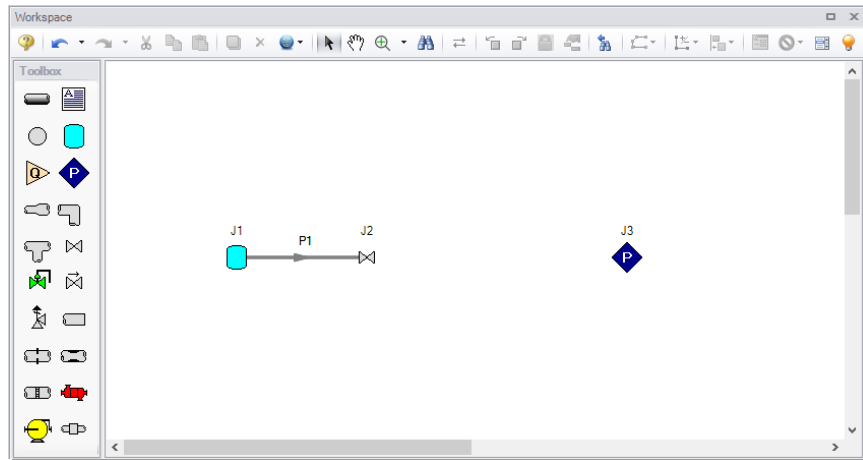 Workspace
Toolbox
A
Q P
J1 P1 J2 J3
P